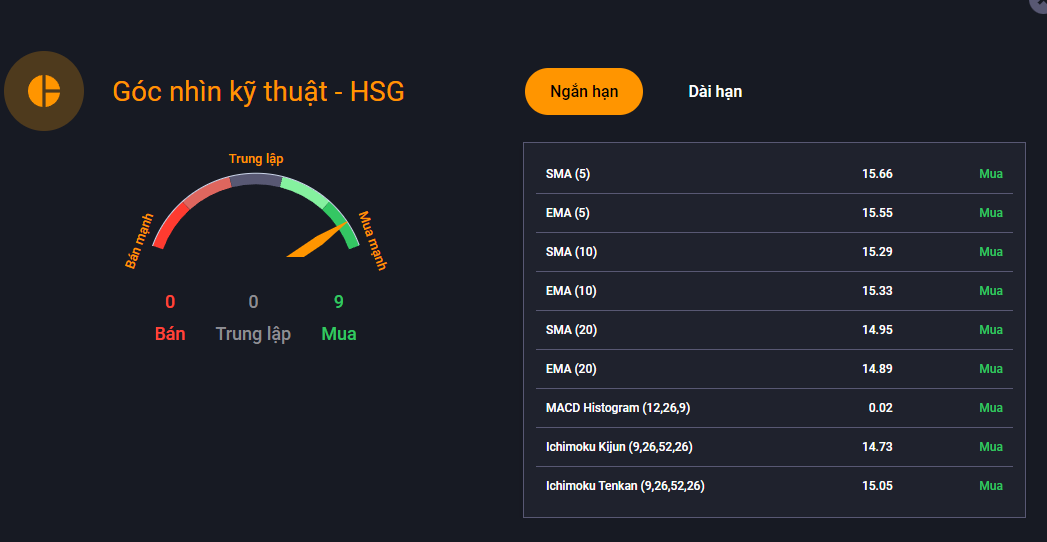 Góc nhìn kỹ thuật - HSG
Ngắn hạn
Dài hạn
Trung lập
Bán mạnh
Mua mạnh
0
0
9
Bán
Trung lập
Mua
SMA (5) 15.66 Mua
EMA (5) 15.55 Mua
SMA (10) 15.29 Mua
EMA (10) 15.33 Mua
SMA (20) 14.95 Mua
EMA (20) 14.89 Mua
MACD Histogram (12,26,9) 0.02 Mua
Ichimoku Kijun (9,26,52,26) 14.73 Mua
Ichimoku Tenkan (9,26,52,26) 15.05 Mua